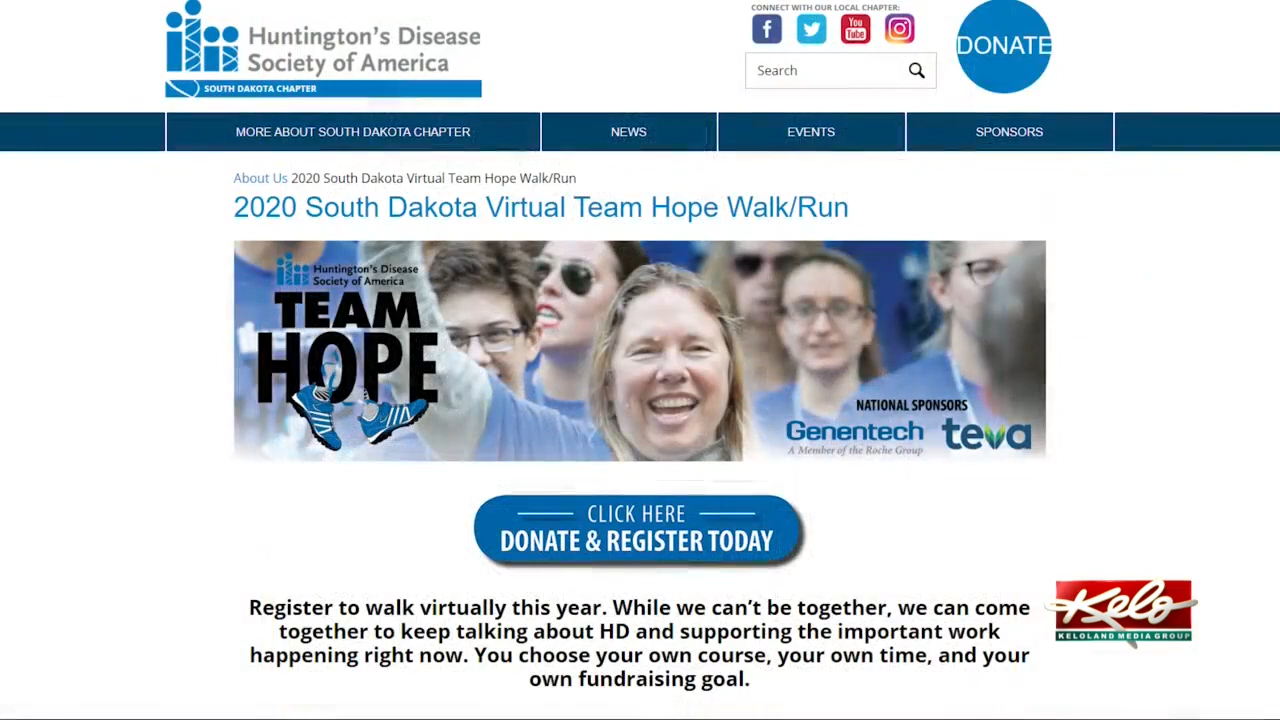 CONNECT WITH OUR LOCAL CHAPTER:
Huntington's Disease
Society of America
SOUTH DAKOTA CHAPTER
You
Tube
Search
DONATE
MORE ABOUT SOUTH DAKOTA CHAPTER
NEWS
EVENTS
SPONSORS
About Us 2020 South Dakota Virtual Team Hope Walk/Run
2020 South Dakota Virtual Team Hope Walk/Run
Huntington's Disease
Society of America
TEAM
HOPE
NATIONAL SPONSORS
Genentech
A Member of the Roche Group
teva
CLICK HERE
DONATE & REGISTER TODAY
Register to walk virtually this year. While we can't be together, we can come
together to keep talking about HD and supporting the important work
happening right now. You choose your own course, your own time, and your
own fundraising goal.
Kelo
KELOLAND MEDIA GROUP